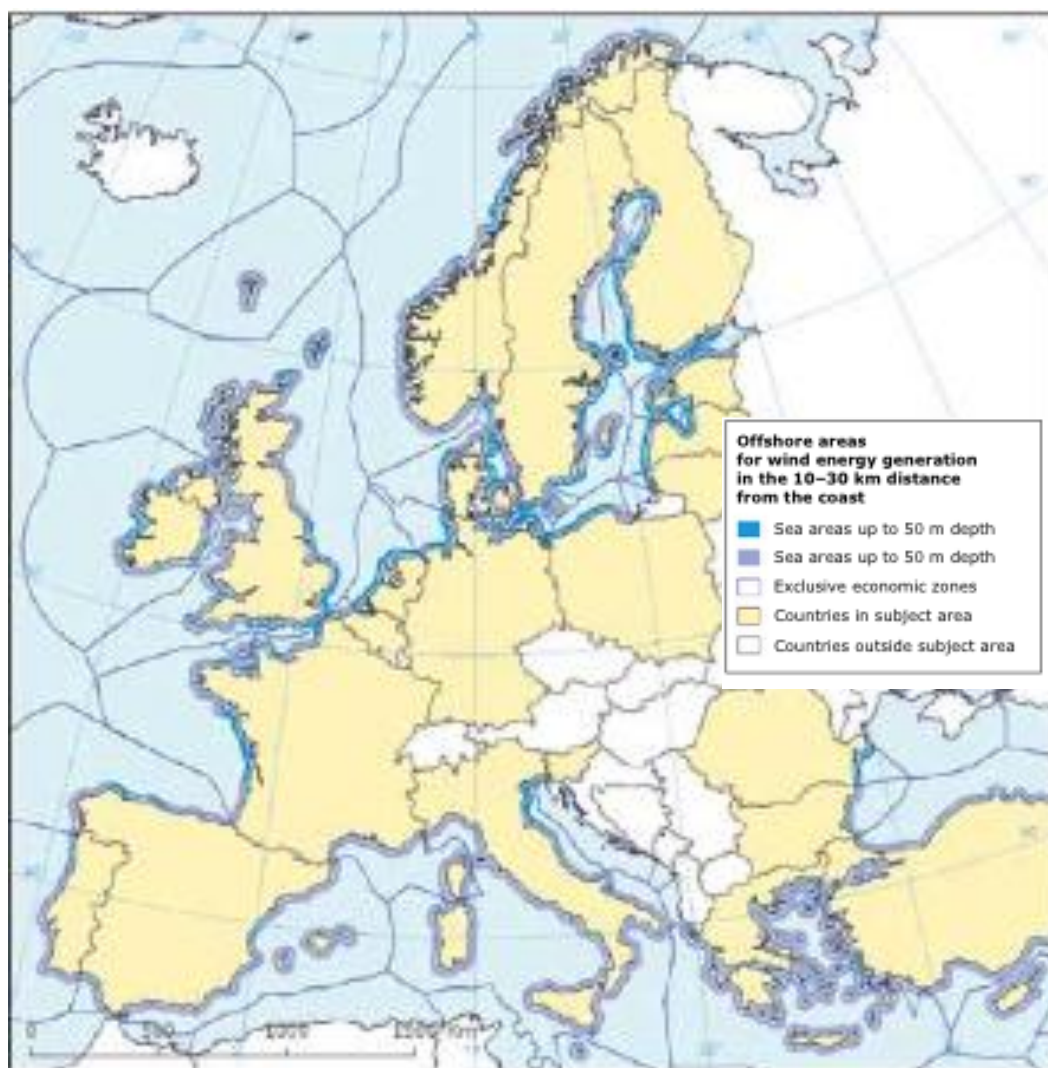 Offshore areas
for wind energy generation
in the 10–30 km distance
from the coast
Sea areas up to 50 m depth
Sea areas up to 50 m depth
Exclusive economic zones
Countries in subject area
Countries outside subject area
0 500 1000 1500 km